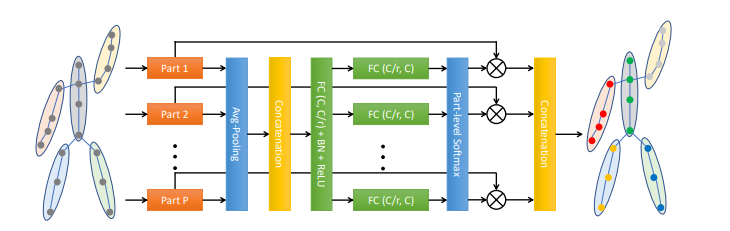 Part 1
Part 2
Part P
Avg-Pooling
Concatenation
FC (C, C/r) + BN + ReLU
FC (C/r, C)
FC (C/r, C)
FC (C/r, C)
Part-level Softmax
Concatenation